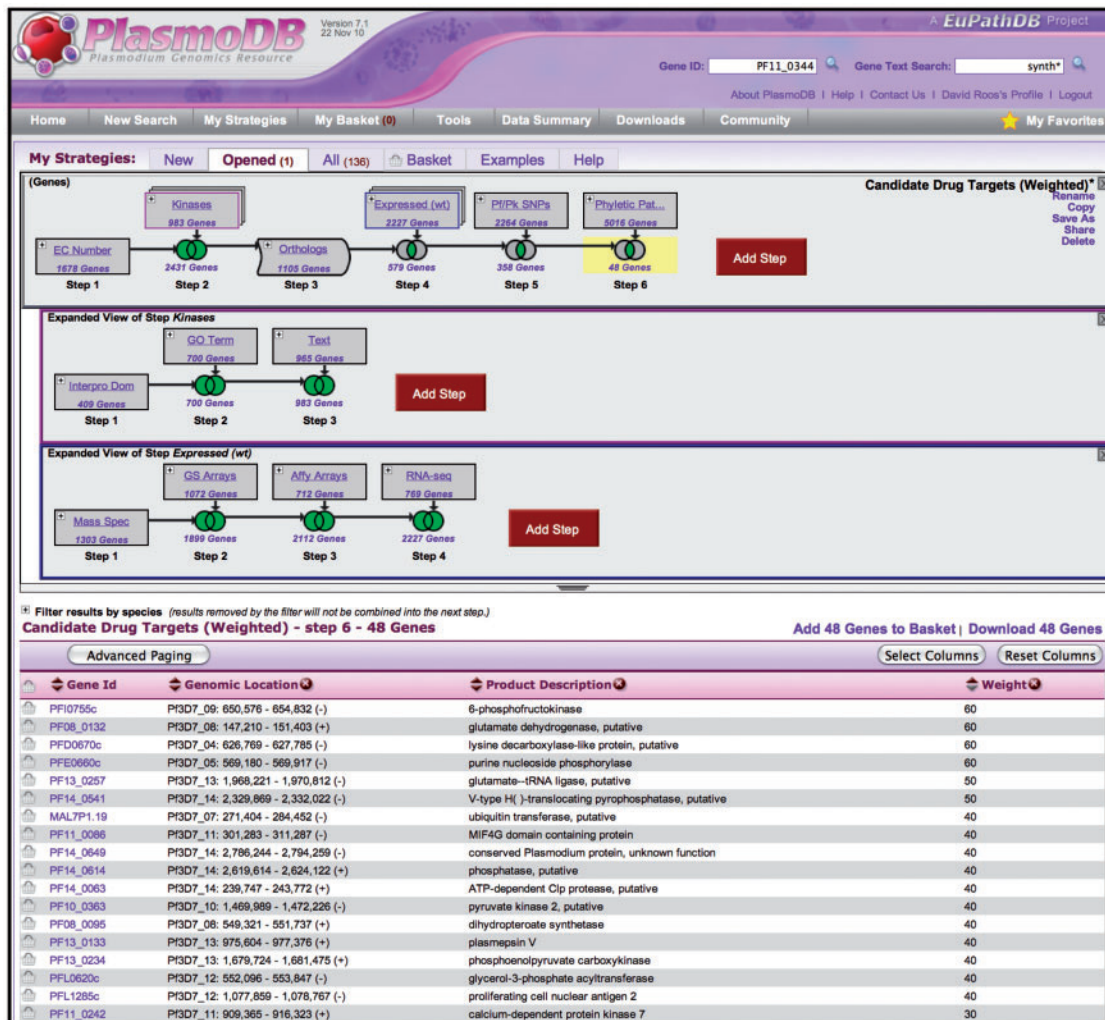 PlasmoDB
Plasmodium Genomics Resource
Version 7.1
22 Nov 10
A EuPathDB Project
Gene ID: PF11_0344 Gene Text Search: synth*
About PlasmoDB | Help | Contact Us | David Roos's Profile | Logout
Home New Search My Strategies My Basket (0) Tools Data Summary Downloads Community My Favorites
My Strategies: New Opened (1) All (136) Basket Examples Help
(Genes) Candidate Drug Targets (Weighted)*
Rename
Copy
Save As
Share
Delete
Kinases Expressed (wt) Pf/Pk SNPs Phyletic Pat...
983 Genes 2227 Genes 2264 Genes 5016 Genes
EC Number Orthologs Add Step
1678 Genes 2431 Genes 1105 Genes 579 Genes 358 Genes 48 Genes
Step 1 Step 2 Step 3 Step 4 Step 5 Step 6
Expanded View of Step Kinases
GO Term Text
700 Genes 965 Genes
Interpro Dom Add Step
409 Genes 700 Genes 983 Genes
Step 1 Step 2 Step 3
Expanded View of Step Expressed (wt)
GS Arrays Affy Arrays RNA-seq
1072 Genes 712 Genes 769 Genes
Mass Spec Add Step
1303 Genes 1899 Genes 2112 Genes 2227 Genes
Step 1 Step 2 Step 3 Step 4
Filter results by species (results removed by the filter will not be combined into the next step.)
Candidate Drug Targets (Weighted) - step 6 - 48 Genes Add 48 Genes to Basket | Download 48 Genes
Advanced Paging Select Columns Reset Columns
Gene Id Genomic Location Product Description Weight
PFI0755c Pf3D7_09: 650,576 - 654,832 (-) 6-phosphofructokinase 60
PF08_0132 Pf3D7_08: 147,210 - 151,403 (+) glutamate dehydrogenase, putative 60
PFD0670c Pf3D7_04: 626,769 - 627,785 (-) lysine decarboxylase-like protein, putative 60
PFE0660c Pf3D7_05: 569,180 - 569,917 (-) purine nucleoside phosphorylase 60
PF13_0257 Pf3D7_13: 1,968,221 - 1,970,812 (-) glutamate--tRNA ligase, putative 50
PF14_0541 Pf3D7_14: 2,329,869 - 2,332,022 (-) V-type H( )-translocating pyrophosphatase, putative 50
MAL7P1.19 Pf3D7_07: 271,404 - 284,452 (-) ubiquitin transferase, putative 40
PF11_0086 Pf3D7_11: 301,283 - 311,287 (-) MIF4G domain containing protein 40
PF14_0649 Pf3D7_14: 2,786,244 - 2,794,259 (-) conserved Plasmodium protein, unknown function 40
PF14_0614 Pf3D7_14: 2,619,614 - 2,624,122 (+) phosphatase, putative 40
PF14_0063 Pf3D7_14: 239,747 - 243,772 (+) ATP-dependent Clp protease, putative 40
PF10_0363 Pf3D7_10: 1,469,989 - 1,472,226 (-) pyruvate kinase 2, putative 40
PF08_0095 Pf3D7_08: 549,321 - 551,737 (+) dihydropteroate synthetase 40
PF13_0133 Pf3D7_13: 975,604 - 977,376 (+) plasmepsin V 40
PF13_0234 Pf3D7_13: 1,679,724 - 1,681,475 (+) phosphoenolpyruvate carboxykinase 40
PFL0620c Pf3D7_12: 552,096 - 553,847 (-) glycerol-3-phosphate acyltransferase 40
PFL1285c Pf3D7_12: 1,077,859 - 1,078,767 (-) proliferating cell nuclear antigen 2 40
PF11_0242 Pf3D7_11: 909,365 - 916,323 (+) calcium-dependent protein kinase 7 30